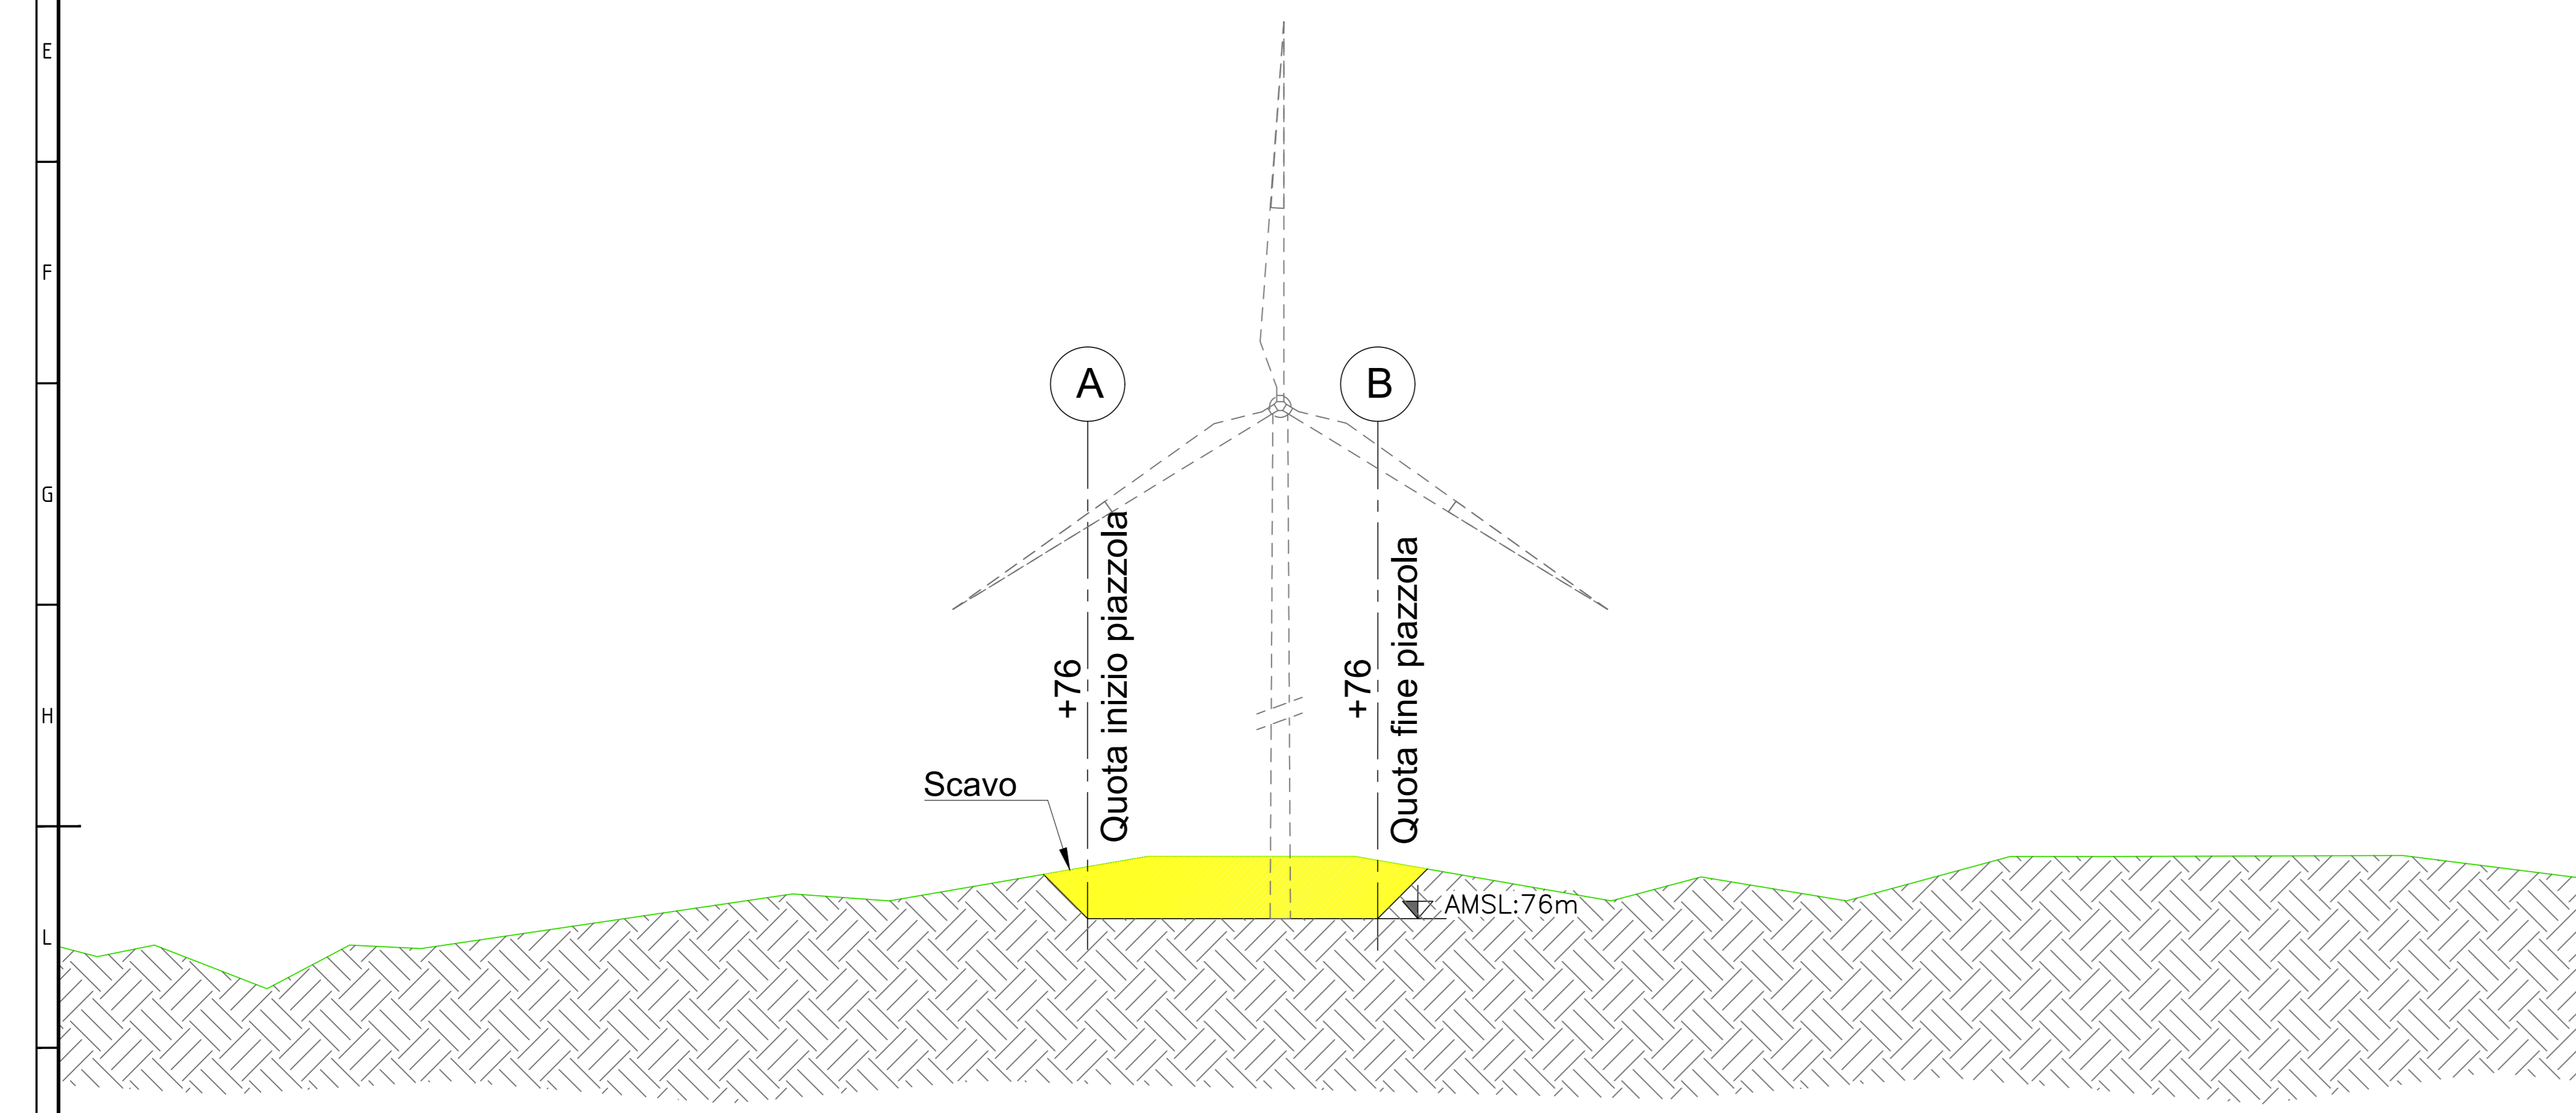 E
F
A
B
G
Quota inizio piazzola
Quota fine piazzola
+76
+76
H
Scavo
AMSL:76m
L